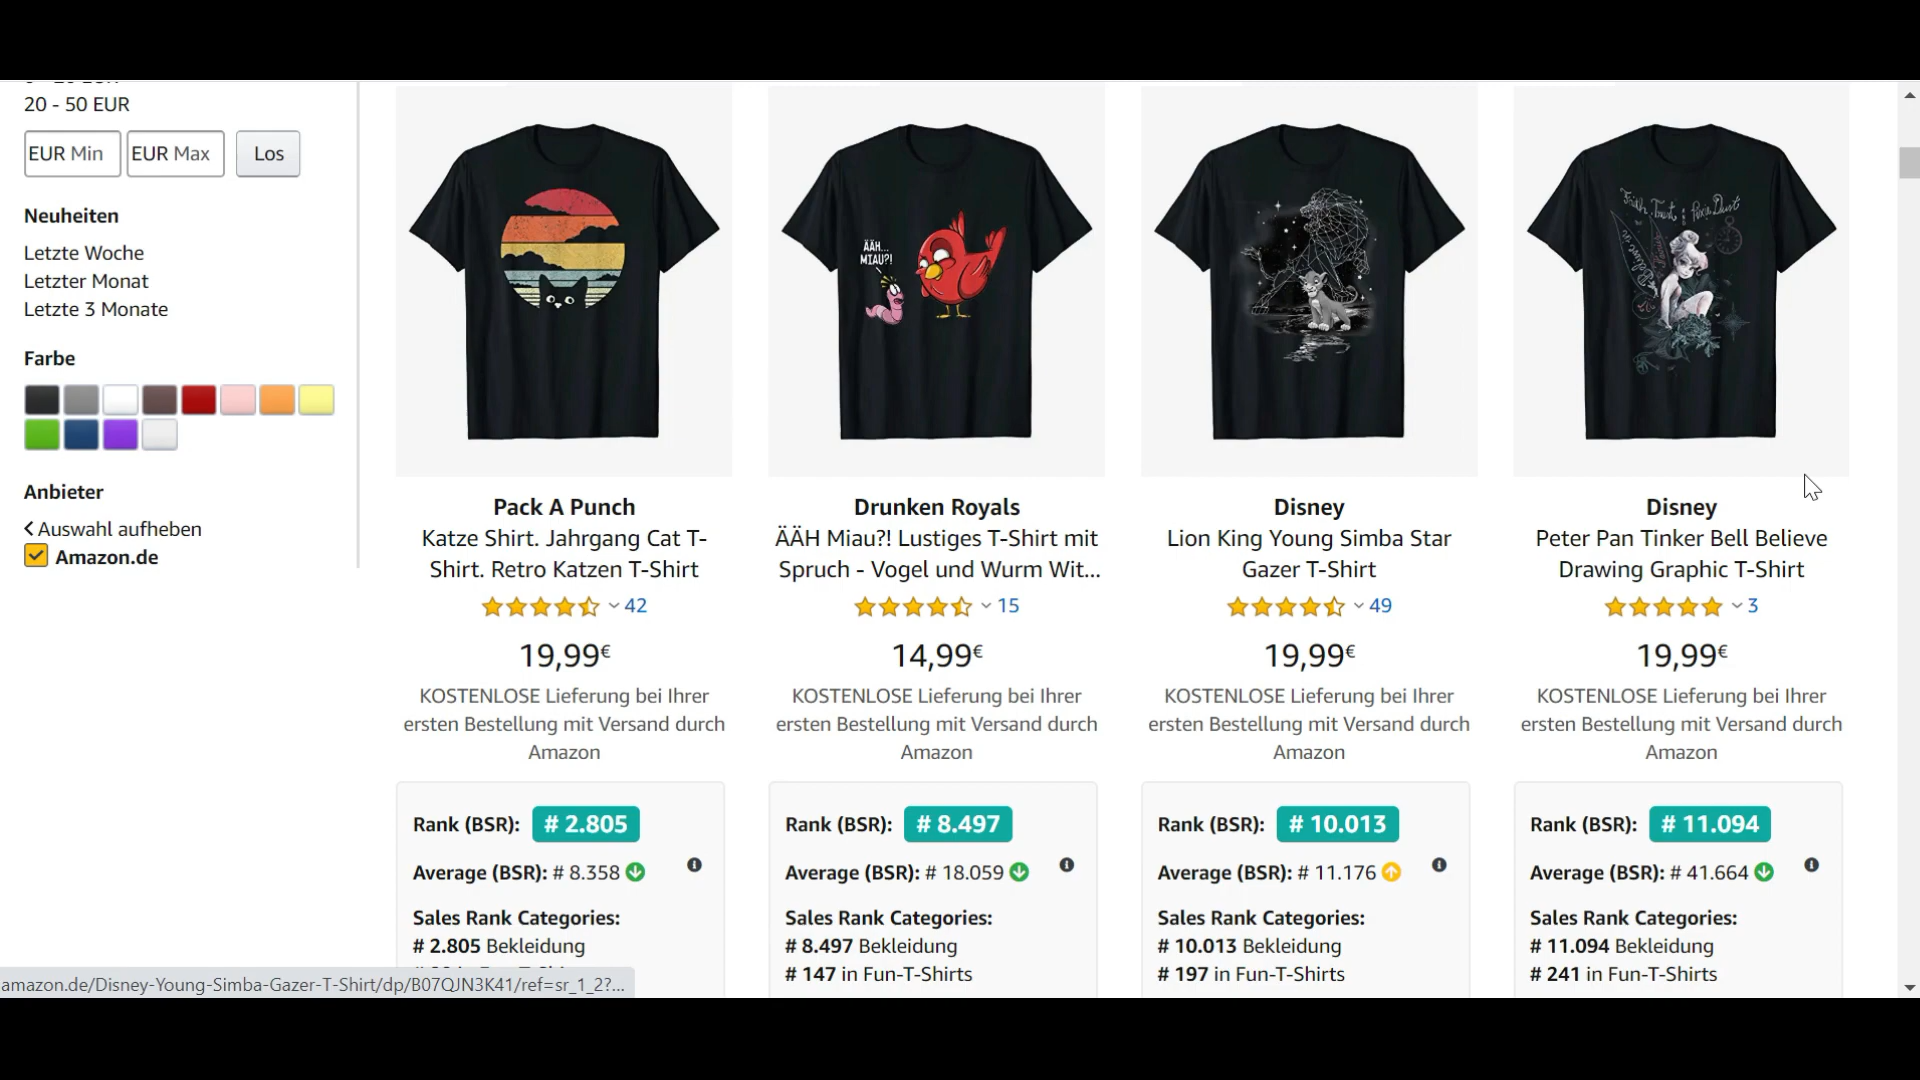 20 - 50 EUR
EUR Min
EUR Max
Los
Neuheiten
Letzte Woche
Letzter Monat
Letzte 3 Monate
Farbe
Anbieter
Auswahl aufheben
Amazon.de
ÄÄH...
MIAU?!
Faith, Trust & Pixie Dust
Pack A Punch
Katze Shirt. Jahrgang Cat T-
Shirt. Retro Katzen T-Shirt
42
19,99€
KOSTENLOSE Lieferung bei Ihrer
ersten Bestellung mit Versand durch
Amazon
Rank (BSR): # 2.805
Average (BSR): # 8.358
Sales Rank Categories:
# 2.805 Bekleidung
Drunken Royals
ÄÄH Miau?! Lustiges T-Shirt mit
Spruch - Vogel und Wurm Wit...
15
14,99€
KOSTENLOSE Lieferung bei Ihrer
ersten Bestellung mit Versand durch
Amazon
Rank (BSR): # 8.497
Average (BSR): # 18.059
Sales Rank Categories:
# 8.497 Bekleidung
# 147 in Fun-T-Shirts
Disney
Lion King Young Simba Star
Gazer T-Shirt
49
19,99€
KOSTENLOSE Lieferung bei Ihrer
ersten Bestellung mit Versand durch
Amazon
Rank (BSR): # 10.013
Average (BSR): # 11.176
Sales Rank Categories:
# 10.013 Bekleidung
# 197 in Fun-T-Shirts
Disney
Peter Pan Tinker Bell Believe
Drawing Graphic T-Shirt
3
19,99€
KOSTENLOSE Lieferung bei Ihrer
ersten Bestellung mit Versand durch
Amazon
Rank (BSR): # 11.094
Average (BSR): # 41.664
Sales Rank Categories:
# 11.094 Bekleidung
# 241 in Fun-T-Shirts
amazon.de/Disney-Young-Simba-Gazer-T-Shirt/dp/B07QJN3K41/ref=sr_1_2?...